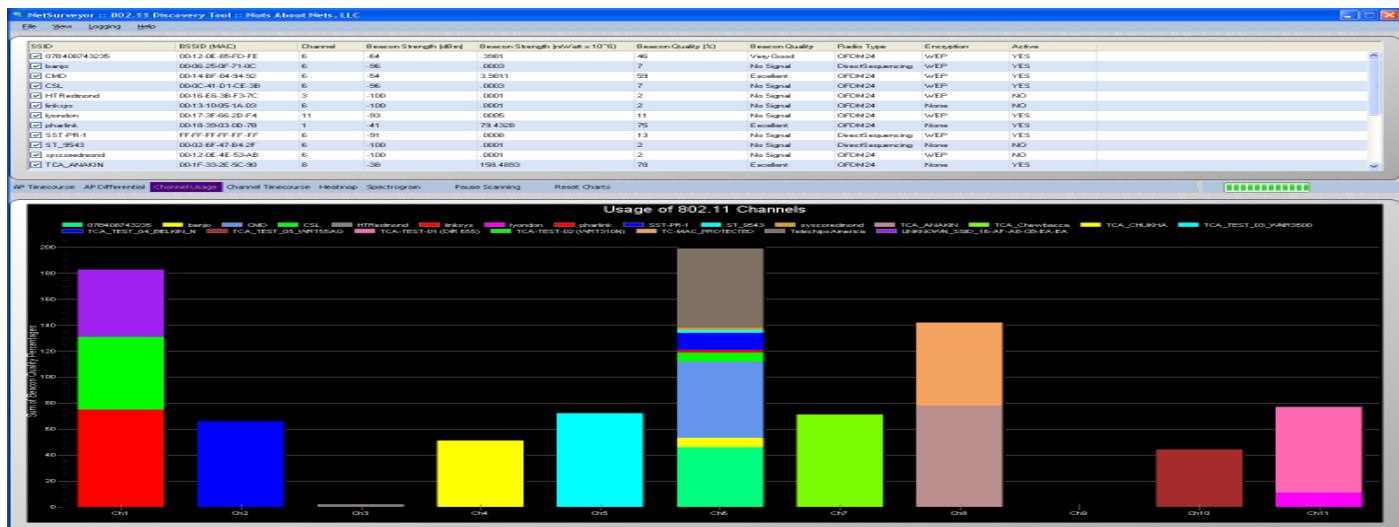 NetSurveyor :: 802.11 Discovery Tool :: Nuts About Nets, LLC
File View Logging Help
SSID BSSID (MAC) Channel Beacon Strength [dBm] Beacon Strength (mWatt x 10^6) Beacon Quality (%) Beacon Quality Radio Type Encryption Active
07B408743235 00-12-0E-85-FD-FE 6 -64 .3981 46 Very Good OFDM24 WEP YES
banjo 00-06-25-0F-71-0C 6 -96 .0003 7 No Signal DirectSequencing WEP YES
CMD 00-14-BF-84-94-92 6 -54 3.9811 59 Excellent OFDM24 WEP YES
CSL 00-0C-41-D1-CE-3B 6 -96 .0003 7 No Signal OFDM24 WEP YES
HTRedmond 00-16-E6-3B-F3-7C 3 -100 .0001 2 No Signal OFDM24 WEP NO
linksys 00-13-10-05-1A-03 6 -100 .0001 2 No Signal OFDM24 None NO
lyondon 00-17-3F-66-2D-F4 11 -93 .0005 11 No Signal OFDM24 WEP YES
pharlink 00-18-39-03-0D-78 1 -41 79.4328 75 Excellent OFDM24 None YES
SST-PR-1 FF-FF-FF-FF-FF-FF 6 -91 .0008 13 No Signal DirectSequencing WEP YES
ST_9543 00-02-6F-47-B4-2F 6 -100 .0001 2 No Signal DirectSequencing None NO
syscoredmond 00-12-0E-4E-53-AB 6 -100 .0001 2 No Signal OFDM24 WEP NO
TCA_ANAKIN 00-1F-33-2E-5C-90 8 -38 158.4893 78 Excellent OFDM24 None YES
AP Timecourse AP Differential Channel Usage Channel Timecourse Heatmap Spectrogram Pause Scanning Reset Charts
Usage of 802.11 Channels
07B408743235 banjo CMD CSL HTRedmond linksys lyondon pharlink SST-PR-1 ST_9543 syscoredmond TCA_ANAKIN TCA_Chewbacca TCA_CHUKHA TCA_TEST_03_WNR3500
TCA_TEST_04_BELKIN_N TCA_TEST_05_WRT55AG TCA-TEST-01 (DIR 655) TCA-TEST-02 (WRT310N) TC-MAC_PROTECTED TeleshipsAmerica UNKNOWN_SSID_16-AF-A6-CB-EA-EA
Sum of Beacon Quality Percentages
200
180
160
140
120
100
80
60
40
20
0
Ch1 Ch2 Ch3 Ch4 Ch5 Ch6 Ch7 Ch8 Ch9 Ch10 Ch11